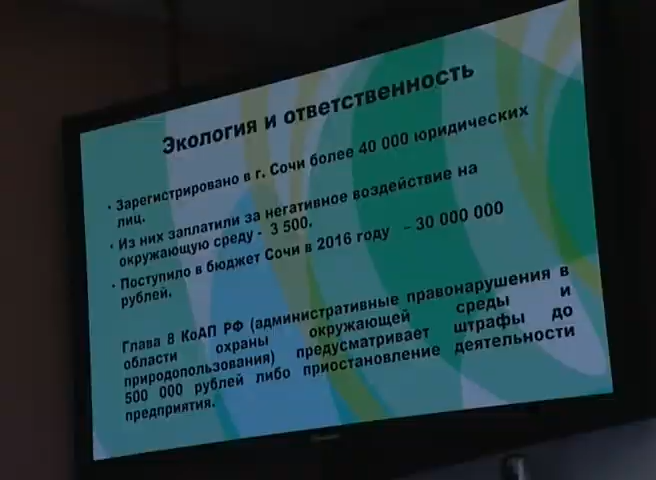 Экология и ответственность
· Зарегистрировано в г. Сочи более 40 000 юридических
лиц.
· Из них заплатили за негативное воздействие на
окружающую среду - 3 500.
· Поступило в бюджет Сочи в 2016 году – 30 000 000
рублей.
Глава 8 КоАП РФ (административные правонарушения в
области охраны окружающей среды и
природопользования) предусматривает штрафы до
500 000 рублей либо приостановление деятельности
предприятия.